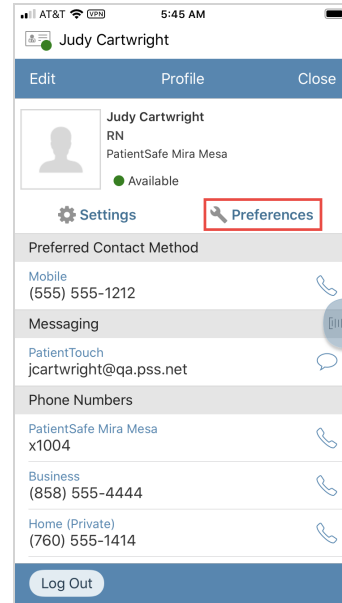 AT&T VPN 5:45 AM
Judy Cartwright
Edit Profile Close
Judy Cartwright
RN
PatientSafe Mira Mesa
Available
Settings Preferences
Preferred Contact Method
Mobile
(555) 555-1212
Messaging
PatientTouch
jcartwright@qa.pss.net
Phone Numbers
PatientSafe Mira Mesa
x1004
Business
(858) 555-4444
Home (Private)
(760) 555-1414
Log Out